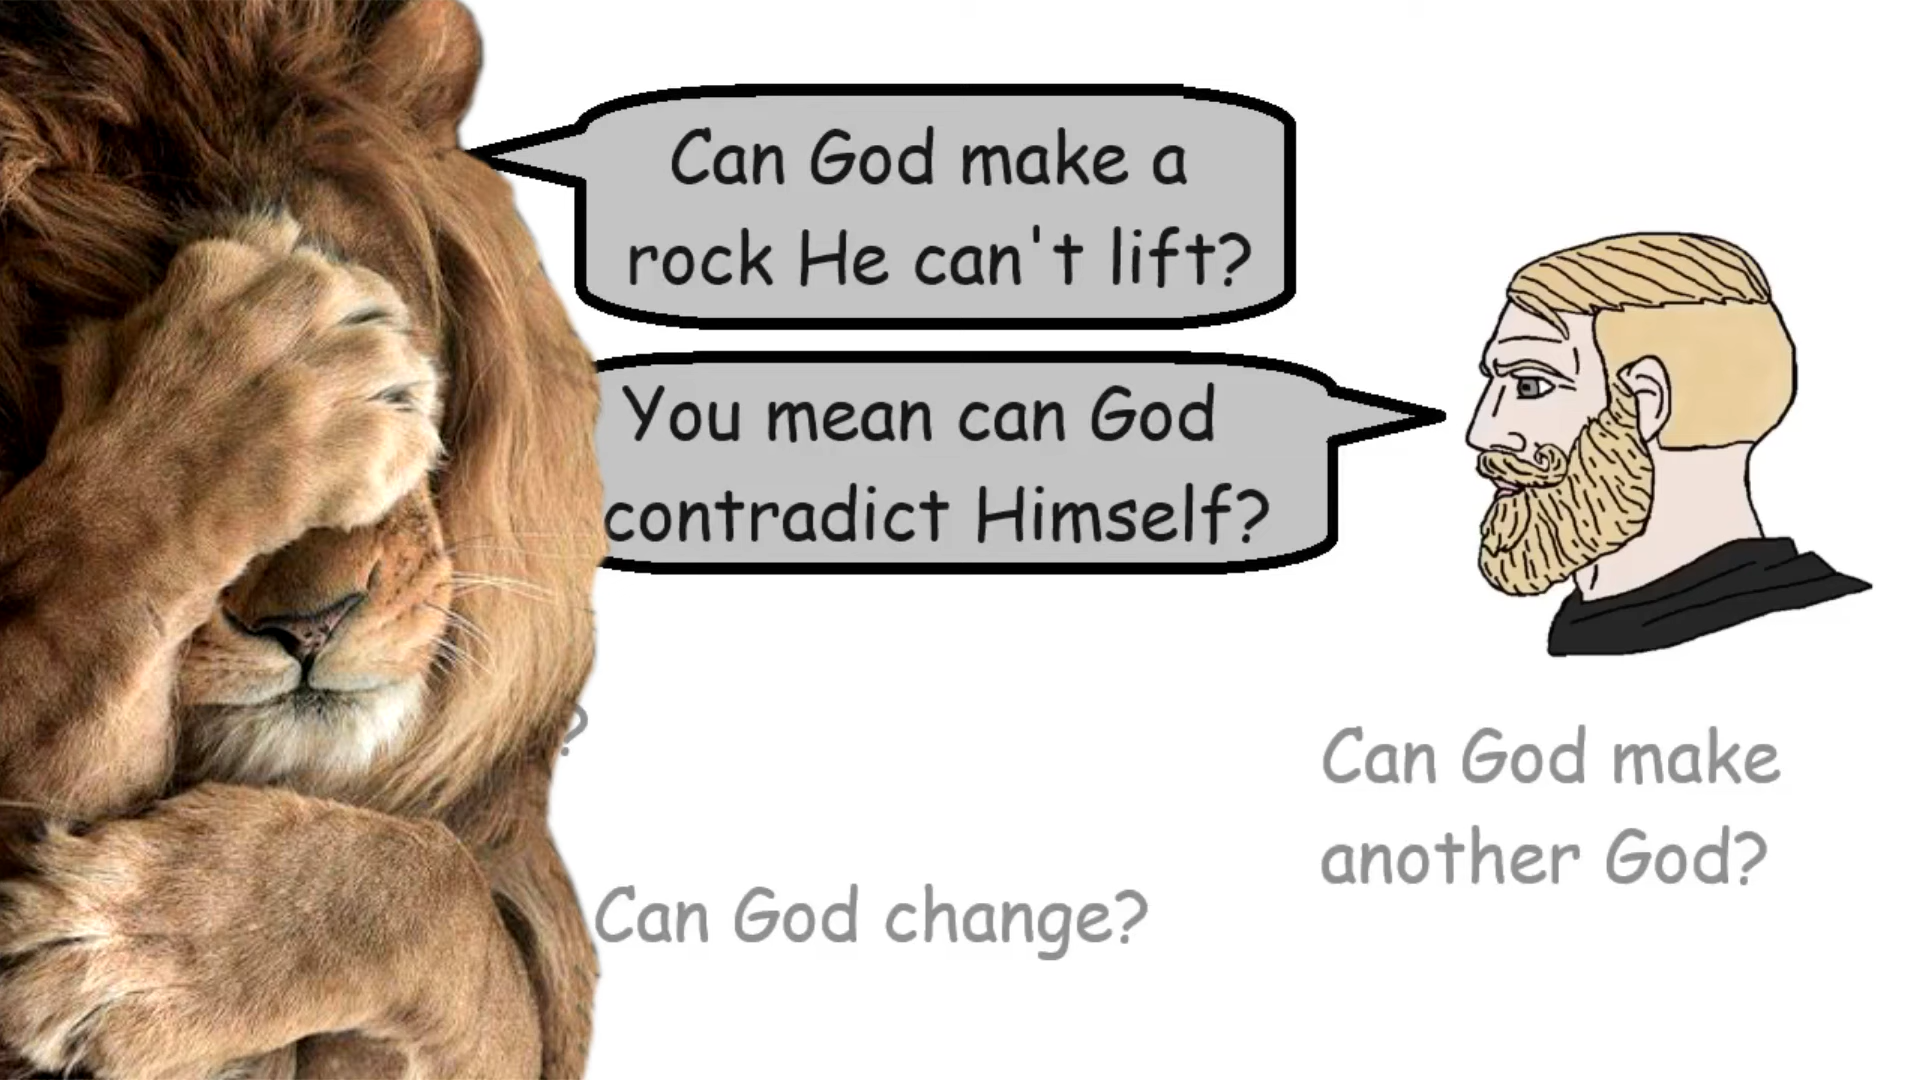 Can God make a
rock He can't lift?
You mean can God
contradict Himself?
?
Can God make
another God?
Can God change?